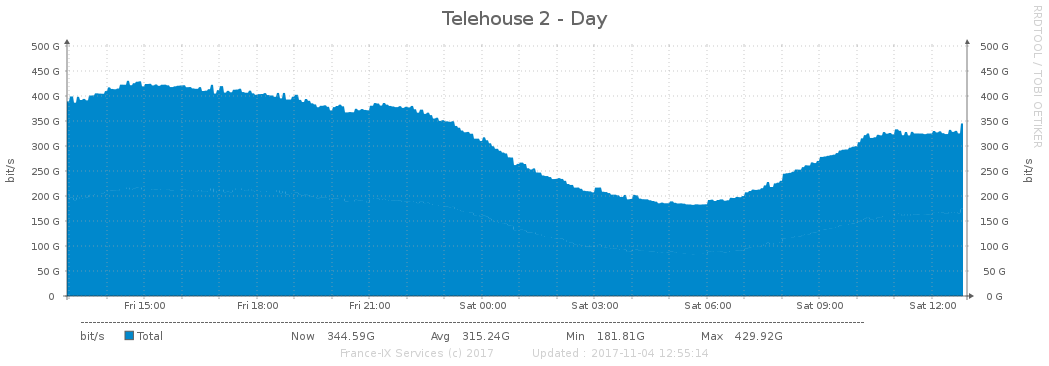 Telehouse 2 - Day
RRDTOOL / TOBI OETIKER
bit/s
500 G 500 G
450 G 450 G
400 G 400 G
350 G 350 G
300 G 300 G
250 G 250 G
200 G 200 G
150 G 150 G
100 G 100 G
50 G 50 G
0 0 G
bit/s
Fri 15:00 Fri 18:00 Fri 21:00 Sat 00:00 Sat 03:00 Sat 06:00 Sat 09:00 Sat 12:00
bit/s Total Now 344.59G Avg 315.24G Min 181.81G Max 429.92G
France-IX Services (c) 2017 Updated : 2017-11-04 12:55:14